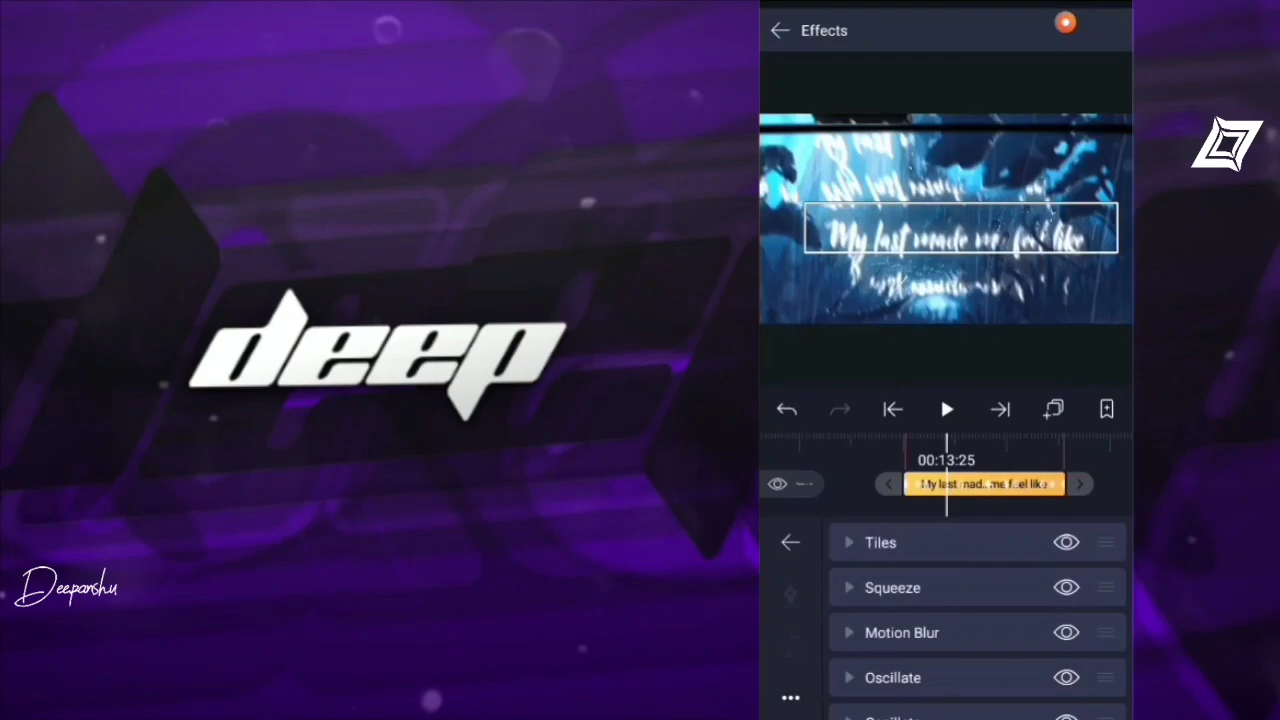 deep
Deepanshu
Effects
My last made me feel like
00:13:25
My last mad...me feel like
Tiles
Squeeze
Motion Blur
Oscillate